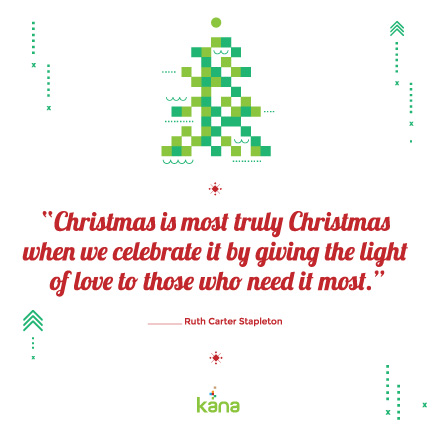 “Christmas is most truly Christmas
when we celebrate it by giving the light
of love to those who need it most.”
Ruth Carter Stapleton
kana